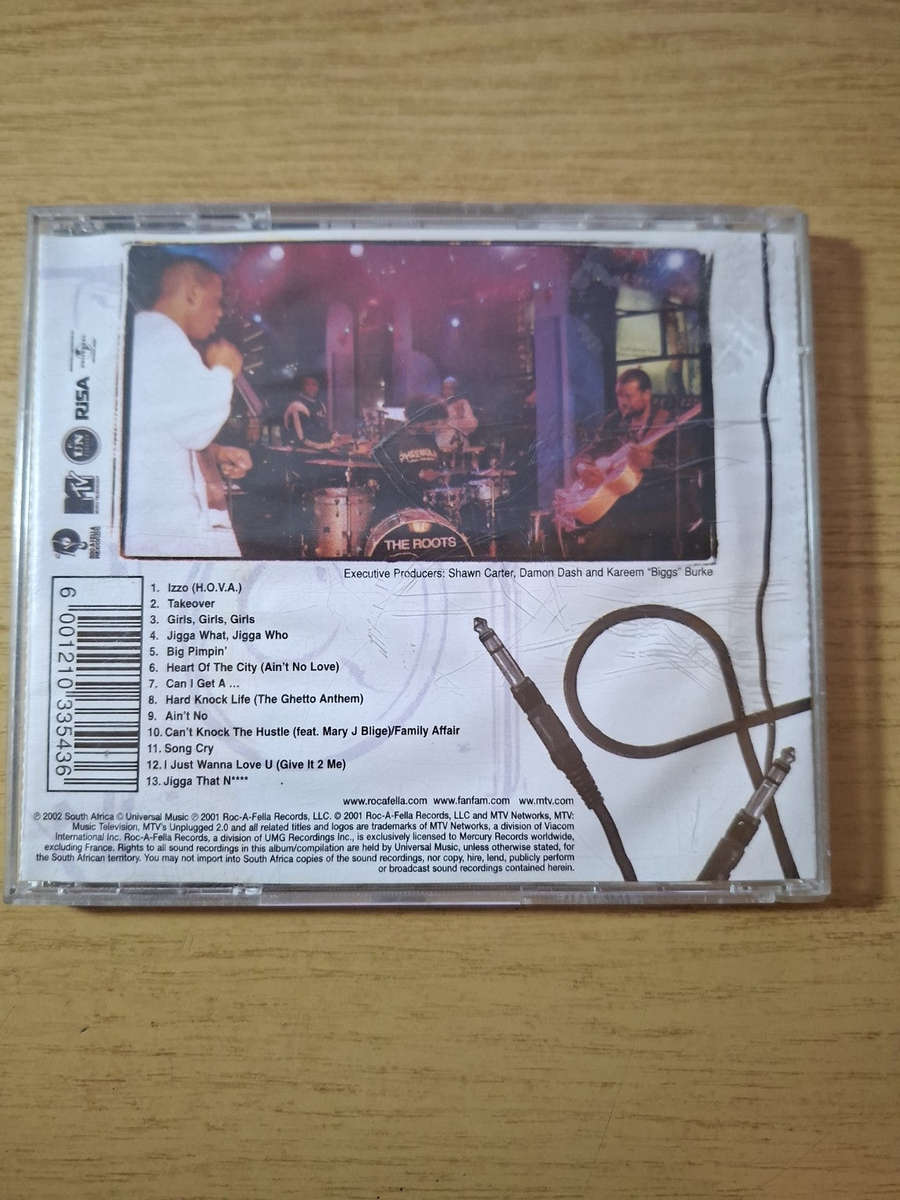 THE ROOTS
Executive Producers: Shawn Carter, Damon Dash and Kareem "Biggs" Burke
RISA
UN
MTV
ROC-A-FELLA
RECORDS
6 001210 335436
1. Izzo (H.O.V.A.)
2. Takeover
3. Girls, Girls, Girls
4. Jigga What, Jigga Who
5. Big Pimpin'
6. Heart Of The City (Ain't No Love)
7. Can I Get A ...
8. Hard Knock Life (The Ghetto Anthem)
9. Ain't No
10. Can't Knock The Hustle (feat. Mary J Blige)/Family Affair
11. Song Cry
12. I Just Wanna Love U (Give It 2 Me)
13. Jigga That N****
www.rocafella.com www.fanfam.com ww.mtv.com
℗ 2002 South Africa © Universal Music ℗ 2001 Roc-A-Fella Records, LLC. © 2001 Roc-A-Fella Records, LLC and MTV Networks, MTV:
Music Television, MTV's Unplugged 2.0 and all related titles and logos are trademarks of MTV Networks, a division of Viacom
International Inc. Roc-A-Fella Records, a division of UMG Recordings Inc., is exclusively licensed to Mercury Records worldwide,
excluding France. Rights to all sound recordings in this album/compilation are held by Universal Music, unless otherwise stated, for
the South African territory. You may not import into South Africa copies of the sound recordings, nor copy, hire, lend, publicly perform
or broadcast sound recordings contained herein.